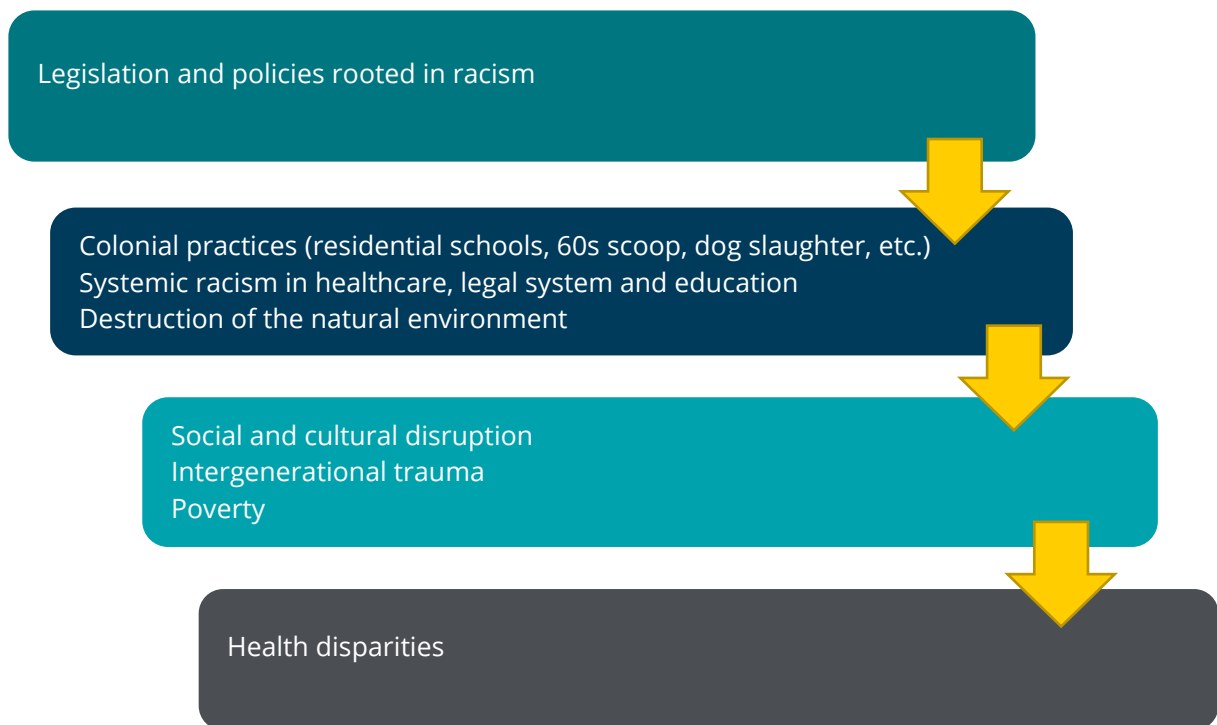 Legislation and policies rooted in racism
Colonial practices (residential schools, 60s scoop, dog slaughter, etc.)
Systemic racism in healthcare, legal system and education
Destruction of the natural environment
Social and cultural disruption
Intergenerational trauma
Poverty
Health disparities